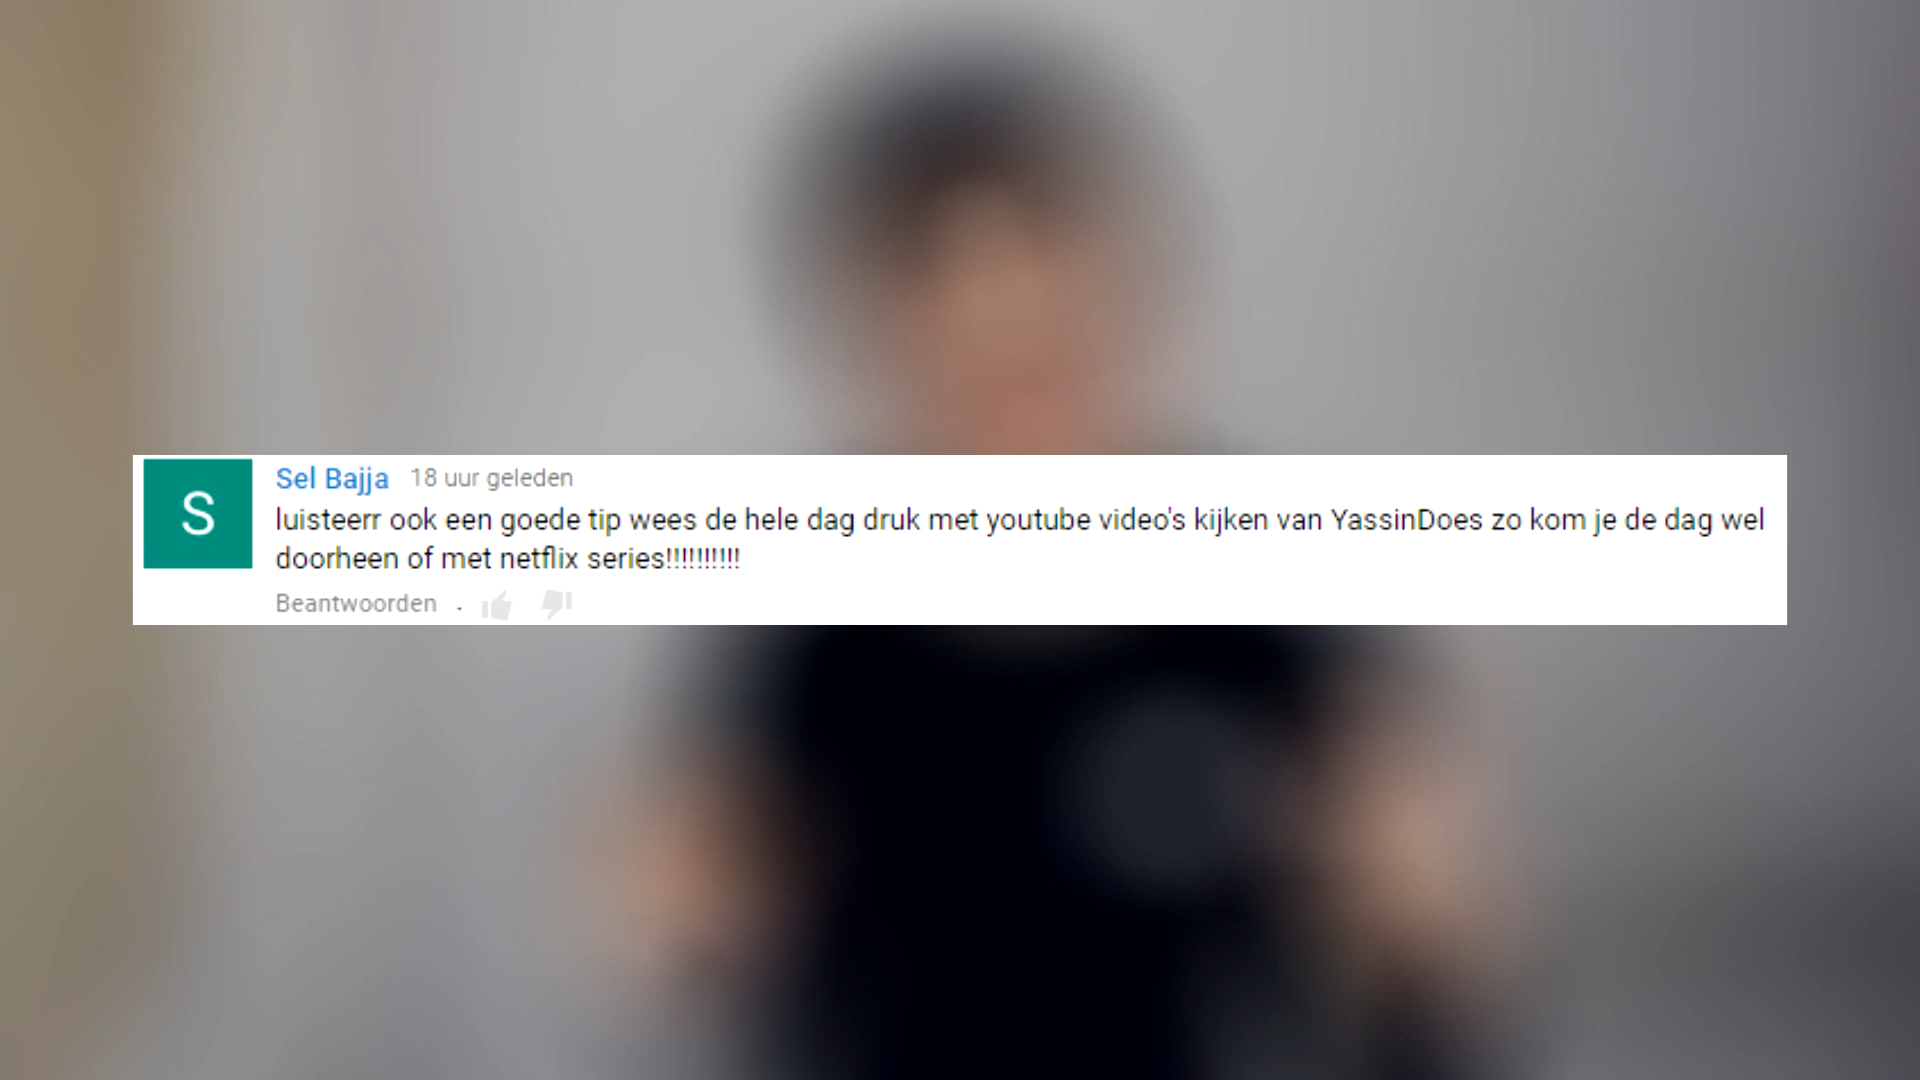 S
Sel Bajja 18 uur geleden
luisteerr ook een goede tip wees de hele dag druk met youtube video's kijken van YassinDoes zo kom je de dag wel
doorheen of met netflix series!!!!!!!!!!
Beantwoorden .